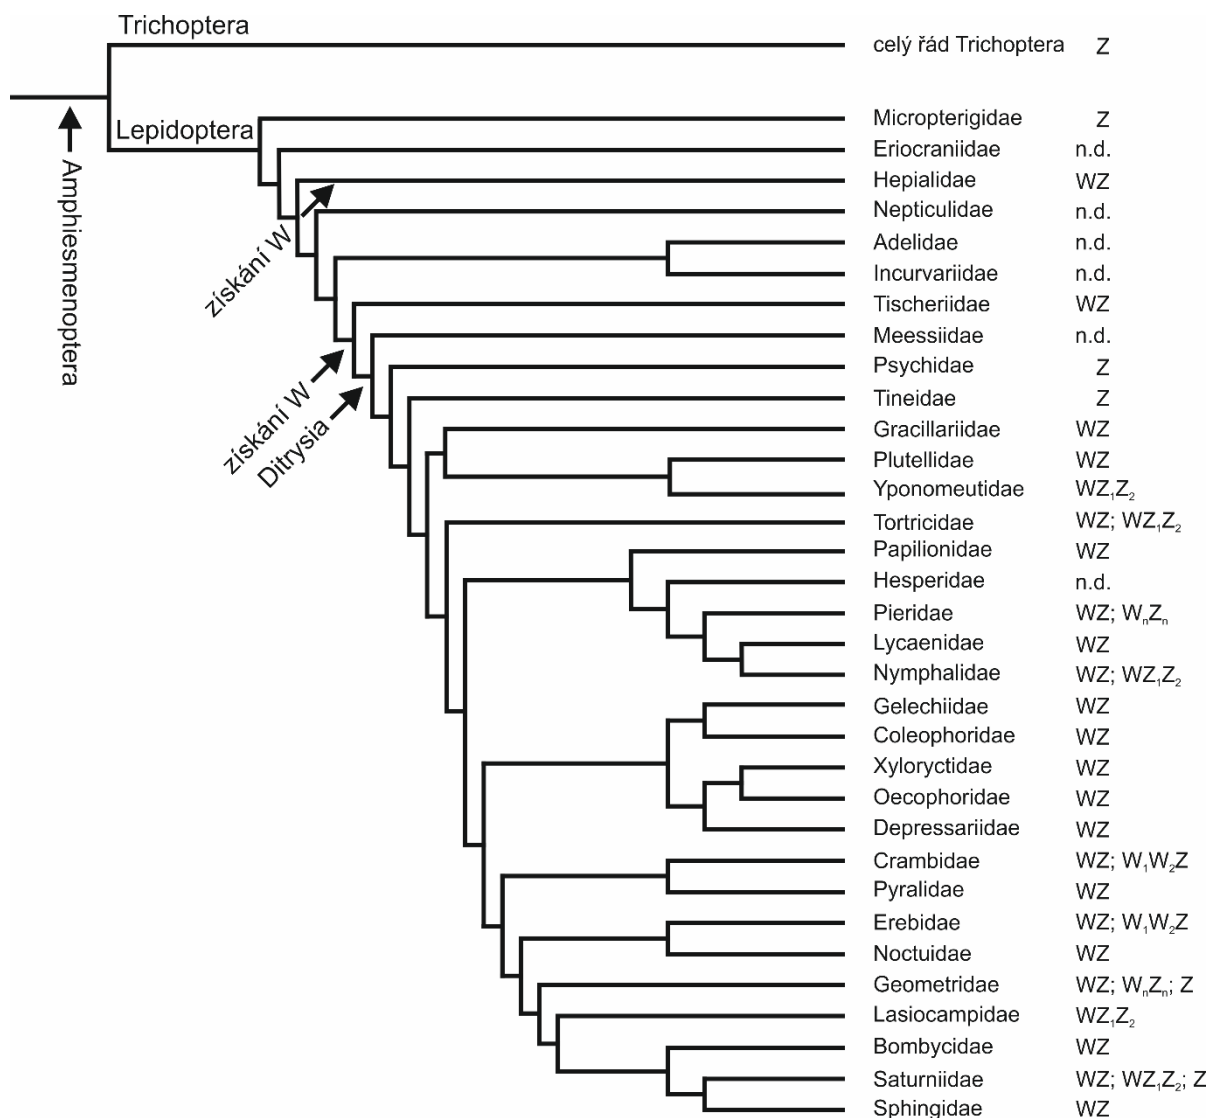 Trichoptera
celý řád Trichoptera Z
Lepidoptera
Amphiesmenoptera
získání W
získání W
Ditrysia
Micropterigidae Z
Eriocraniidae n.d.
Hepialidae WZ
Nepticulidae n.d.
Adelidae n.d.
Incurvariidae n.d.
Tischeriidae WZ
Meessiidae n.d.
Psychidae Z
Tineidae Z
Gracillariidae WZ
Plutellidae WZ
Yponomeutidae WZ₁Z₂
Tortricidae WZ; WZ₁Z₂
Papilionidae WZ
Hesperidae n.d.
Pieridae WZ; WₙZₙ
Lycaenidae WZ
Nymphalidae WZ; WZ₁Z₂
Gelechiidae WZ
Coleophoridae WZ
Xyloryctidae WZ
Oecophoridae WZ
Depressariidae WZ
Crambidae WZ; W₁W₂Z
Pyralidae WZ
Erebidae WZ; W₁W₂Z
Noctuidae WZ
Geometridae WZ; WₙZₙ; Z
Lasiocampidae WZ₁Z₂
Bombycidae WZ
Saturniidae WZ; WZ₁Z₂; Z
Sphingidae WZ